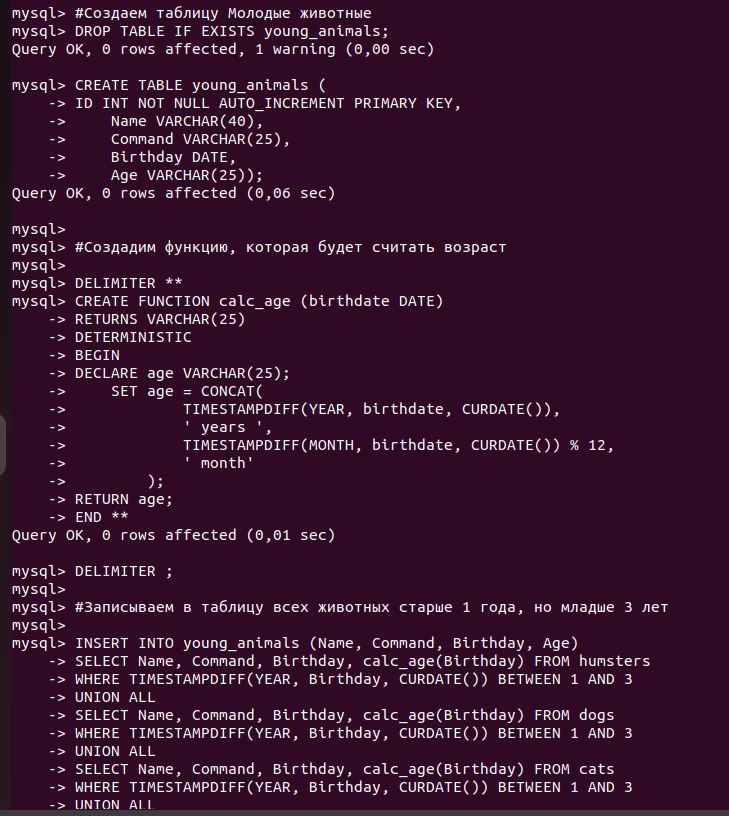 mysql> #Создаем таблицу Молодые животные
mysql> DROP TABLE IF EXISTS young_animals;
Query OK, 0 rows affected, 1 warning (0,00 sec)
mysql> CREATE TABLE young_animals (
    -> ID INT NOT NULL AUTO_INCREMENT PRIMARY KEY,
    ->     Name VARCHAR(40),
    ->     Command VARCHAR(25),
    ->     Birthday DATE,
    ->     Age VARCHAR(25));
Query OK, 0 rows affected (0,06 sec)
mysql>
mysql> #Создадим функцию, которая будет считать возраст
mysql>
mysql> DELIMITER **
mysql> CREATE FUNCTION calc_age (birthdate DATE)
    -> RETURNS VARCHAR(25)
    -> DETERMINISTIC
    -> BEGIN
    -> DECLARE age VARCHAR(25);
    ->     SET age = CONCAT(
    ->             TIMESTAMPDIFF(YEAR, birthdate, CURDATE()),
    ->             ' years ',
    ->             TIMESTAMPDIFF(MONTH, birthdate, CURDATE()) % 12,
    ->             ' month'
    ->         );
    -> RETURN age;
    -> END **
Query OK, 0 rows affected (0,01 sec)
mysql> DELIMITER ;
mysql>
mysql> #Записываем в таблицу всех животных старше 1 года, но младше 3 лет
mysql>
mysql> INSERT INTO young_animals (Name, Command, Birthday, Age)
    -> SELECT Name, Command, Birthday, calc_age(Birthday) FROM humsters
    -> WHERE TIMESTAMPDIFF(YEAR, Birthday, CURDATE()) BETWEEN 1 AND 3
    -> UNION ALL
    -> SELECT Name, Command, Birthday, calc_age(Birthday) FROM dogs
    -> WHERE TIMESTAMPDIFF(YEAR, Birthday, CURDATE()) BETWEEN 1 AND 3
    -> UNION ALL
    -> SELECT Name, Command, Birthday, calc_age(Birthday) FROM cats
    -> WHERE TIMESTAMPDIFF(YEAR, Birthday, CURDATE()) BETWEEN 1 AND 3
    -> UNION ALL